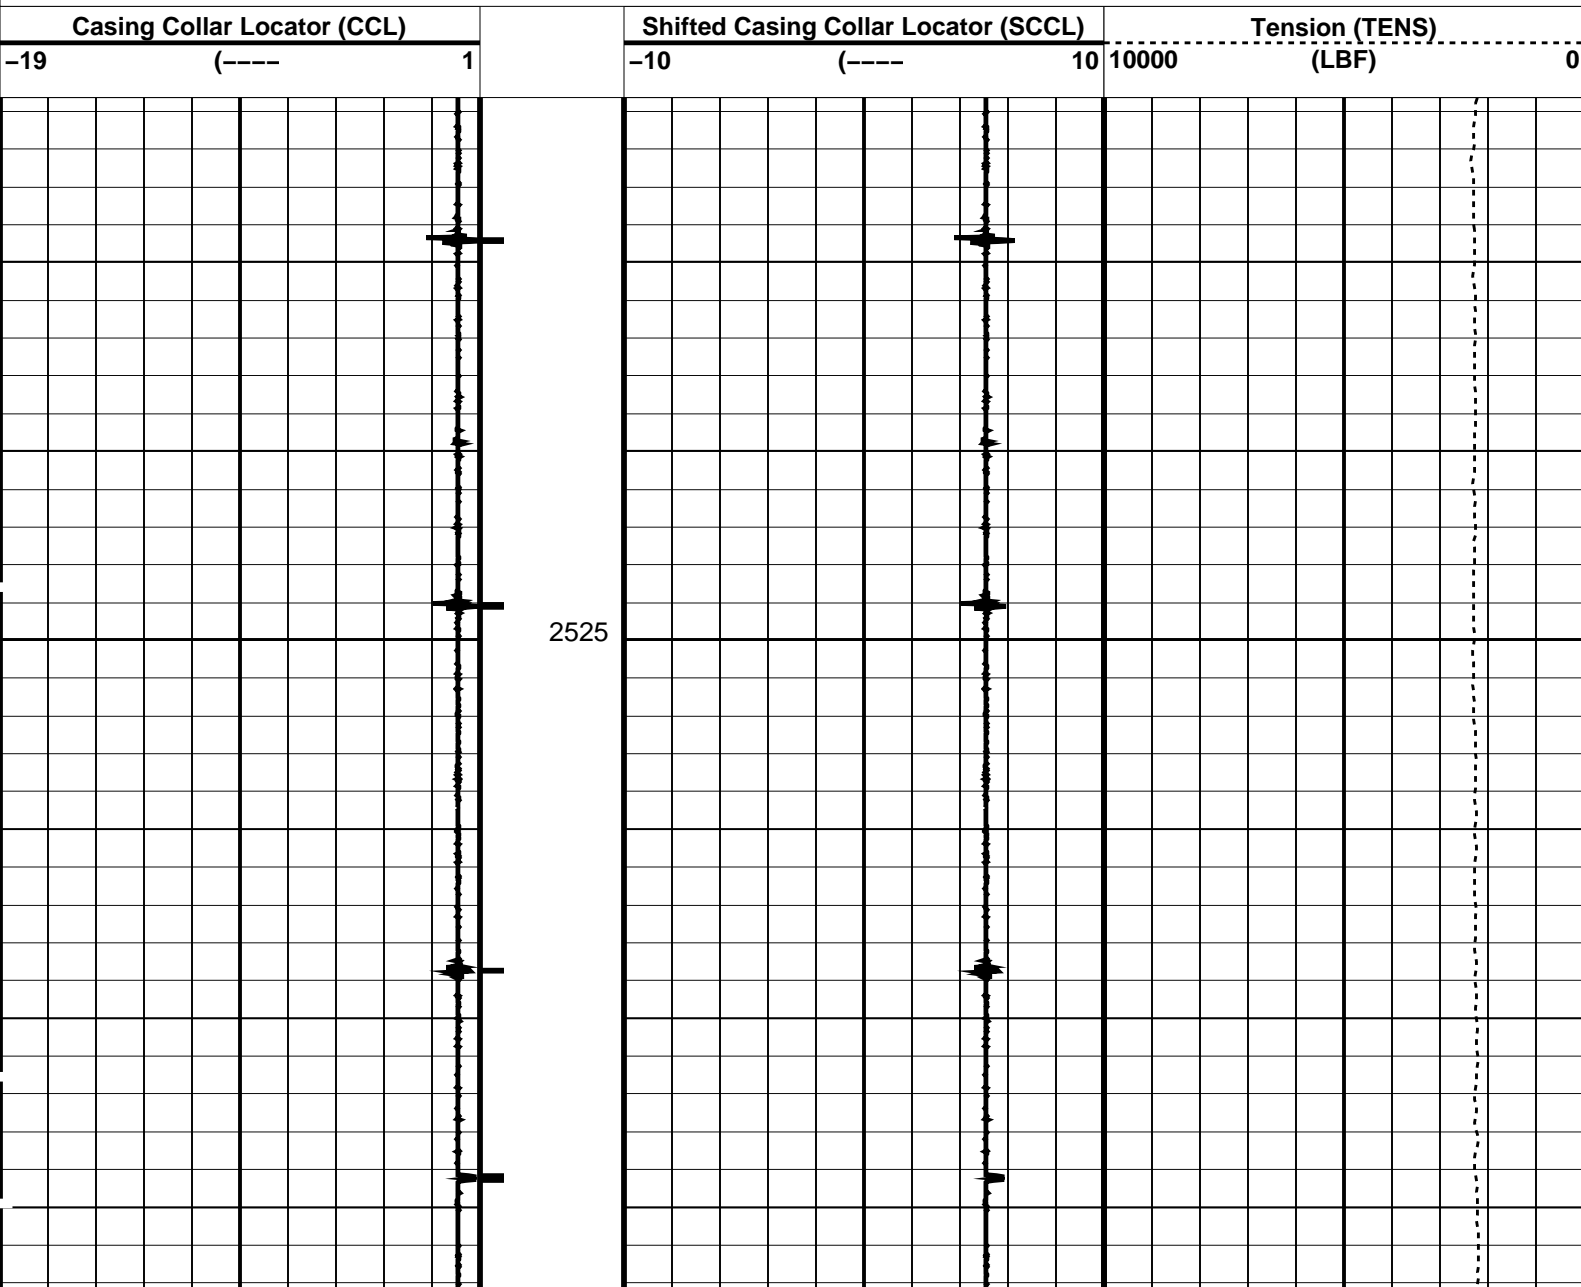 Casing Collar Locator (CCL)
–19 (–––– 1
Shifted Casing Collar Locator (SCCL)
–10 (–––– 10
Tension (TENS)
10000 (LBF) 0
2525